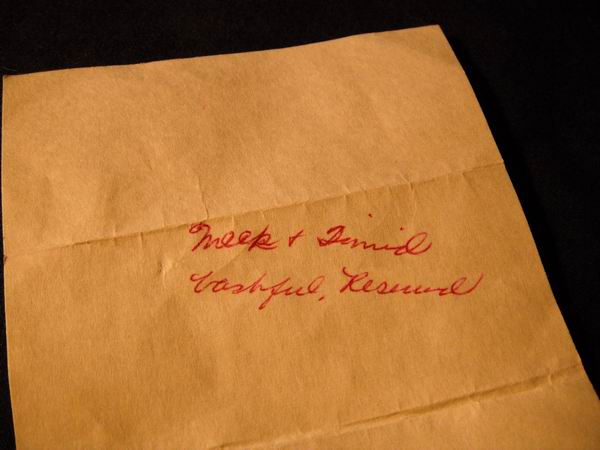 Meek + Timid
bashful, Reserved